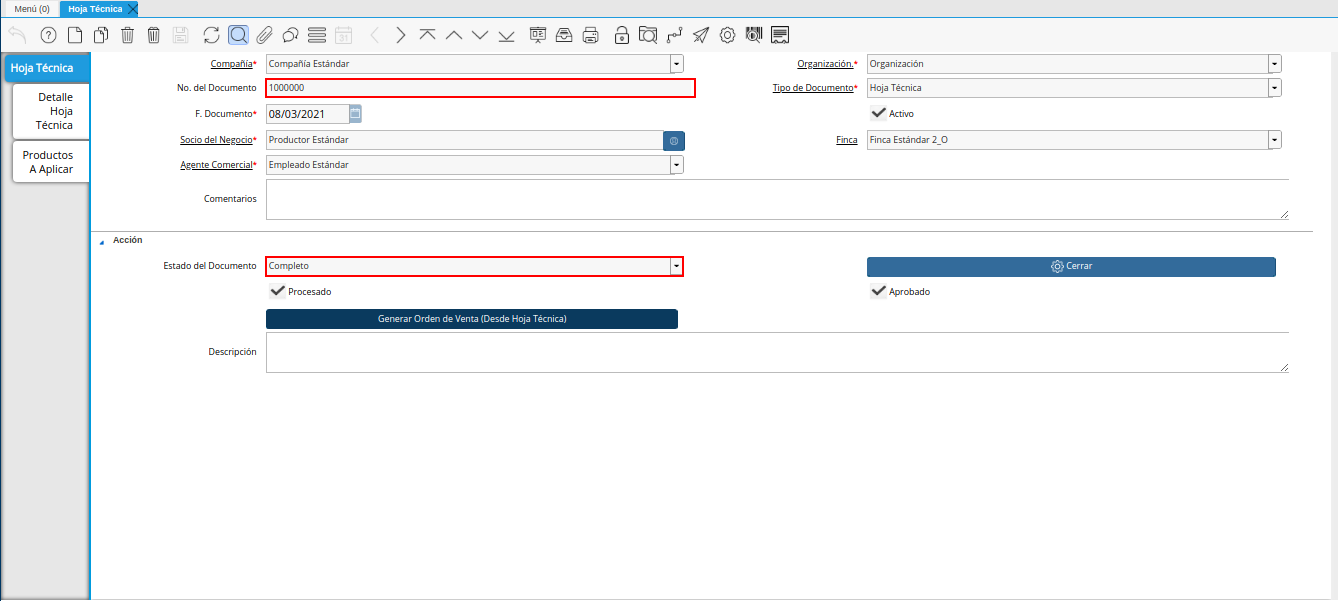 Menú (0)
Hoja Técnica
31
Hoja Técnica
Detalle
Hoja
Técnica
Productos
A Aplicar
Compañía* Compañía Estándar
Organización.* Organización
No. del Documento 1000000
Tipo de Documento* Hoja Técnica
F. Documento* 08/03/2021
Activo
Socio del Negocio* Productor Estándar
Finca Finca Estándar 2_O
Agente Comercial* Empleado Estándar
Comentarios
Acción
Estado del Documento Completo
Cerrar
Procesado
Aprobado
Generar Orden de Venta (Desde Hoja Técnica)
Descripción